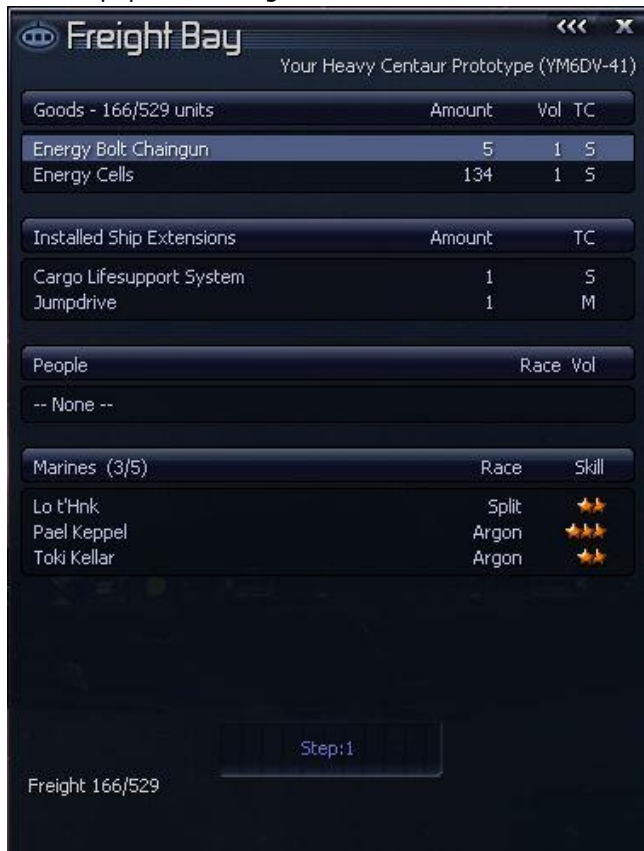 Freight Bay <<< X
Your Heavy Centaur Prototype (YM6DV-41)
Goods - 166/529 units Amount Vol TC
Energy Bolt Chaingun 5 1 S
Energy Cells 134 1 S
Installed Ship Extensions Amount TC
Cargo Lifesupport System 1 S
Jumpdrive 1 M
People Race Vol
-- None --
Marines (3/5) Race Skill
Lo t'Hnk Split
Pael Keppel Argon
Toki Kellar Argon
Step:1
Freight 166/529